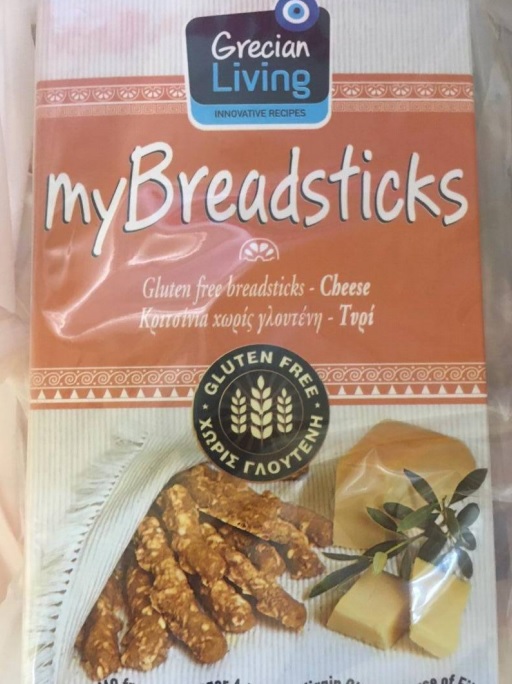 Grecian
Living
INNOVATIVE RECIPES
myBreadsticks
Gluten free breadsticks - Cheese
Κριτσίνια χωρίς γλουτένη - Τυρί
GLUTEN FREE
ΧΩΡΙΣ ΓΛΟΥΤΕΝΗ